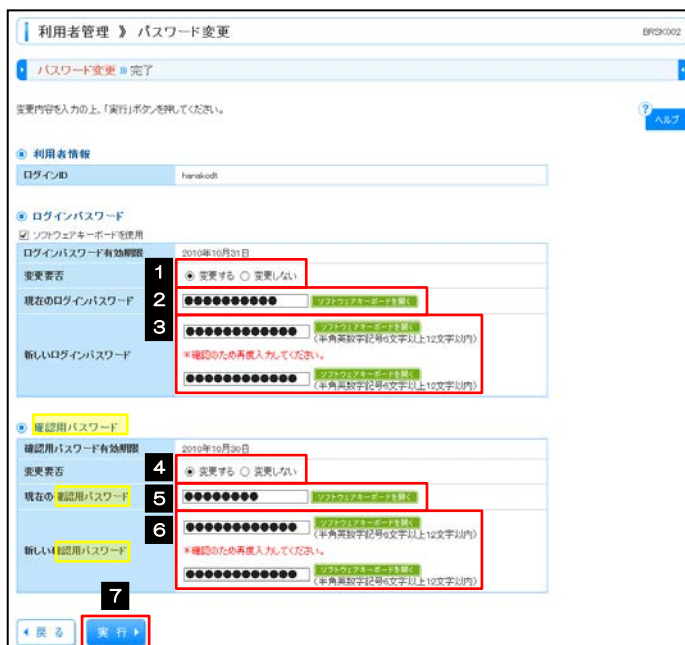 利用者管理 》 パスワード変更 BRSK002
パスワード変更 》 完了
変更内容を入力の上、「実行」ボタンを押してください。
? ヘルプ
利用者情報
ログインID hanakodt
ログインパスワード
ソフトウェアキーボードを使用
ログインパスワード有効期限 2010年10月31日
変更要否 1 変更する 変更しない
現在のログインパスワード 2 ●●●●●●●●●● ソフトウェアキーボードを開く
3 ●●●●●●●●●●●● ソフトウェアキーボードを開く
(半角英数字記号6文字以上12文字以内)
新しいログインパスワード ※確認のため再度入力してください。
●●●●●●●●●●●● ソフトウェアキーボードを開く
(半角英数字記号6文字以上12文字以内)
確認用パスワード
確認用パスワード有効期限 2010年10月30日
変更要否 4 変更する 変更しない
現在の確認用パスワード 5 ●●●●●●●● ソフトウェアキーボードを開く
6 ●●●●●●●●●●●● ソフトウェアキーボードを開く
(半角英数字記号6文字以上12文字以内)
新しい確認用パスワード ※確認のため再度入力してください。
●●●●●●●●●●●● ソフトウェアキーボードを開く
(半角英数字記号6文字以上12文字以内)
7
戻る 実行